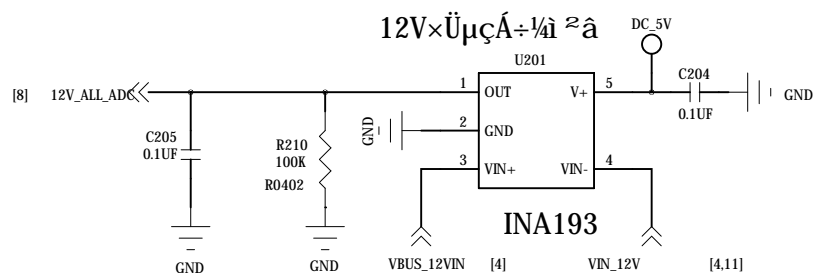 12V×ÜµçÁ÷¼ì²â
DC_5V
U201
[8] 12V_ALL_ADC
1 OUT V+ 5
C204
0.1UF
GND
2 GND
GND
C205
0.1UF
R210
100K
R0402
3 VIN+ VIN- 4
INA193
GND
GND
VBUS_12VIN [4]
VIN_12V [4,11]